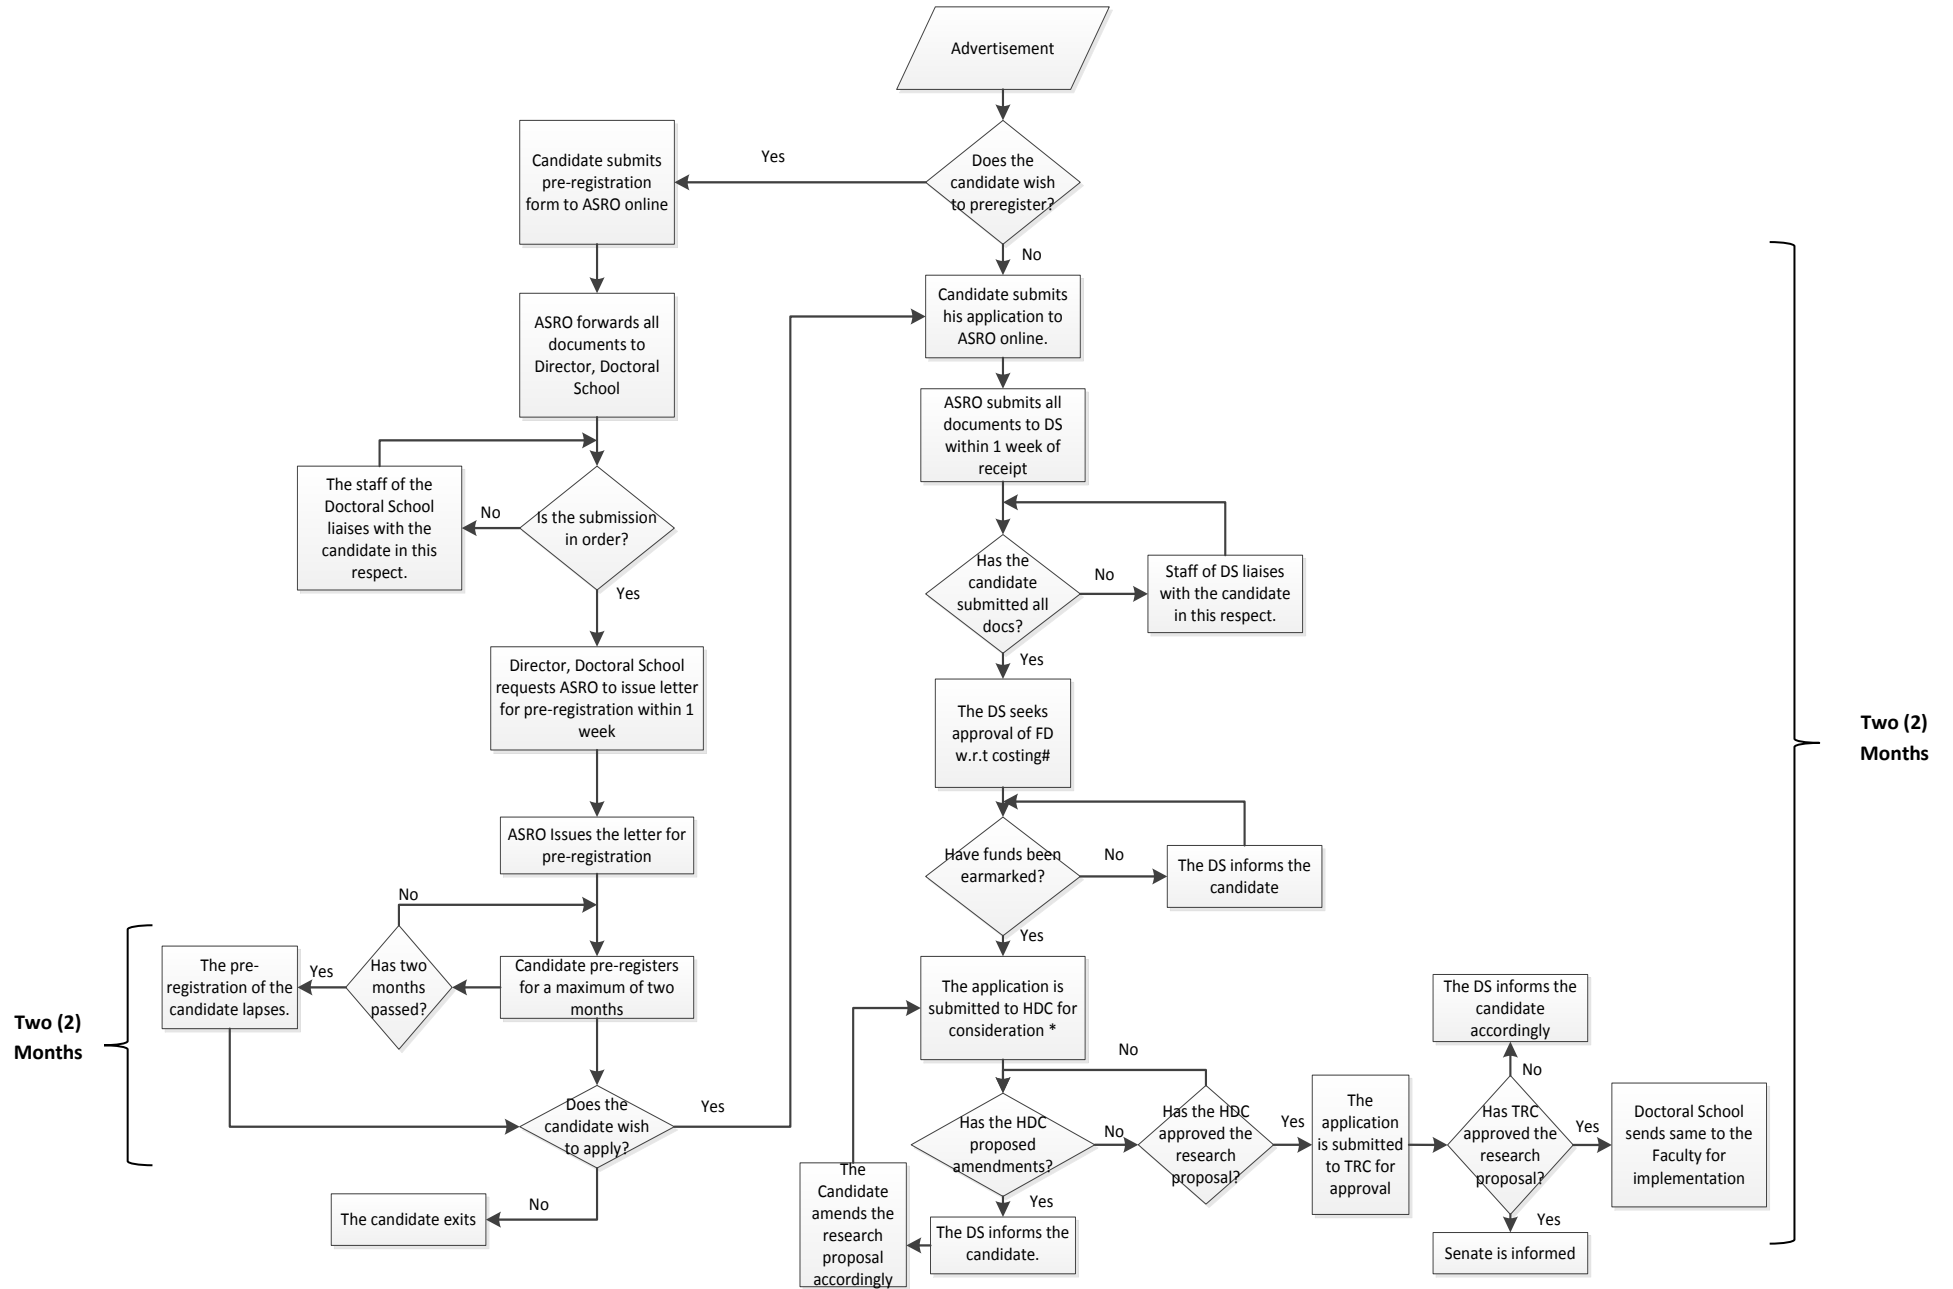 Advertisement
Does the
candidate wish
to preregister?
Yes
No
Candidate submits
pre-registration
form to ASRO online
ASRO forwards all
documents to
Director, Doctoral
School
Is the submission
in order?
No
The staff of the
Doctoral School
liaises with the
candidate in this
respect.
Yes
Director, Doctoral School
requests ASRO to issue letter
for pre-registration within 1
week
ASRO Issues the letter for
pre-registration
Candidate pre-registers
for a maximum of two
months
Has two
months
passed?
No
Yes
The pre-
registration of the
candidate lapses.
Two (2)
Months
Does the
candidate wish
to apply?
Yes
No
The candidate exits
Candidate submits
his application to
ASRO online.
ASRO submits all
documents to DS
within 1 week of
receipt
Has the
candidate
submitted all
docs?
No
Staff of DS liaises
with the candidate
in this respect.
Yes
The DS seeks
approval of FD
w.r.t costing#
Have funds been
earmarked?
No
The DS informs the
candidate
Yes
The application is
submitted to HDC for
consideration *
Has the HDC
proposed
amendments?
Yes
The DS informs the
candidate.
The
Candidate
amends the
research
proposal
accordingly
No
Has the HDC
approved the
research
proposal?
No
Yes
The
application
is submitted
to TRC for
approval
Has TRC
approved the
research
proposal?
No
The DS informs the
candidate
accordingly
Yes
Doctoral School
sends same to the
Faculty for
implementation
Yes
Senate is informed
Two (2)
Months